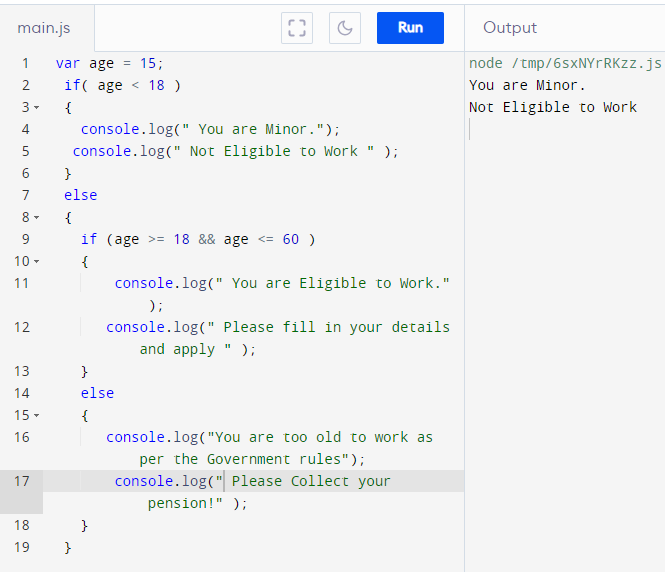 main.js
Run
Output
1 var age = 15;
2 if( age < 18 )
3 {
4 console.log(" You are Minor.");
5 console.log(" Not Eligible to Work " );
6 }
7 else
8 {
9 if (age >= 18 && age <= 60 )
10 {
11 console.log(" You are Eligible to Work."
);
12 console.log(" Please fill in your details
and apply " );
13 }
14 else
15 {
16 console.log("You are too old to work as
per the Government rules");
17 console.log(" Please Collect your
pension!" );
18 }
19 }
node /tmp/6sxNYrRKzz.js
You are Minor.
Not Eligible to Work